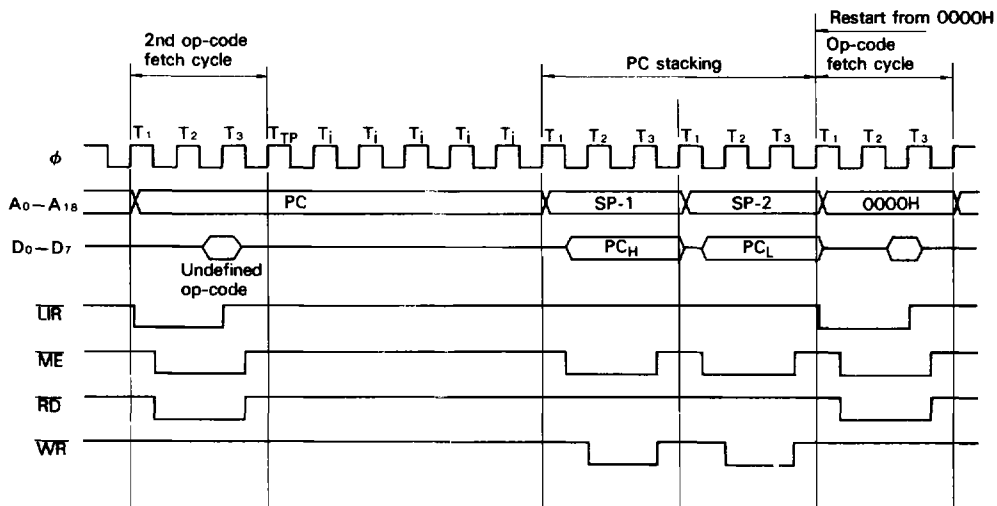 Restart from 0000H
2nd op-code
fetch cycle
PC stacking
Op-code
fetch cycle
T1 T2 T3 TTP Ti Ti Ti Ti Ti T1 T2 T3 T1 T2 T3 T1 T2 T3
φ
A0~A18 PC SP-1 SP-2 0000H
D0~D7 PCH PCL
Undefined
op-code
LIR
ME
RD
WR